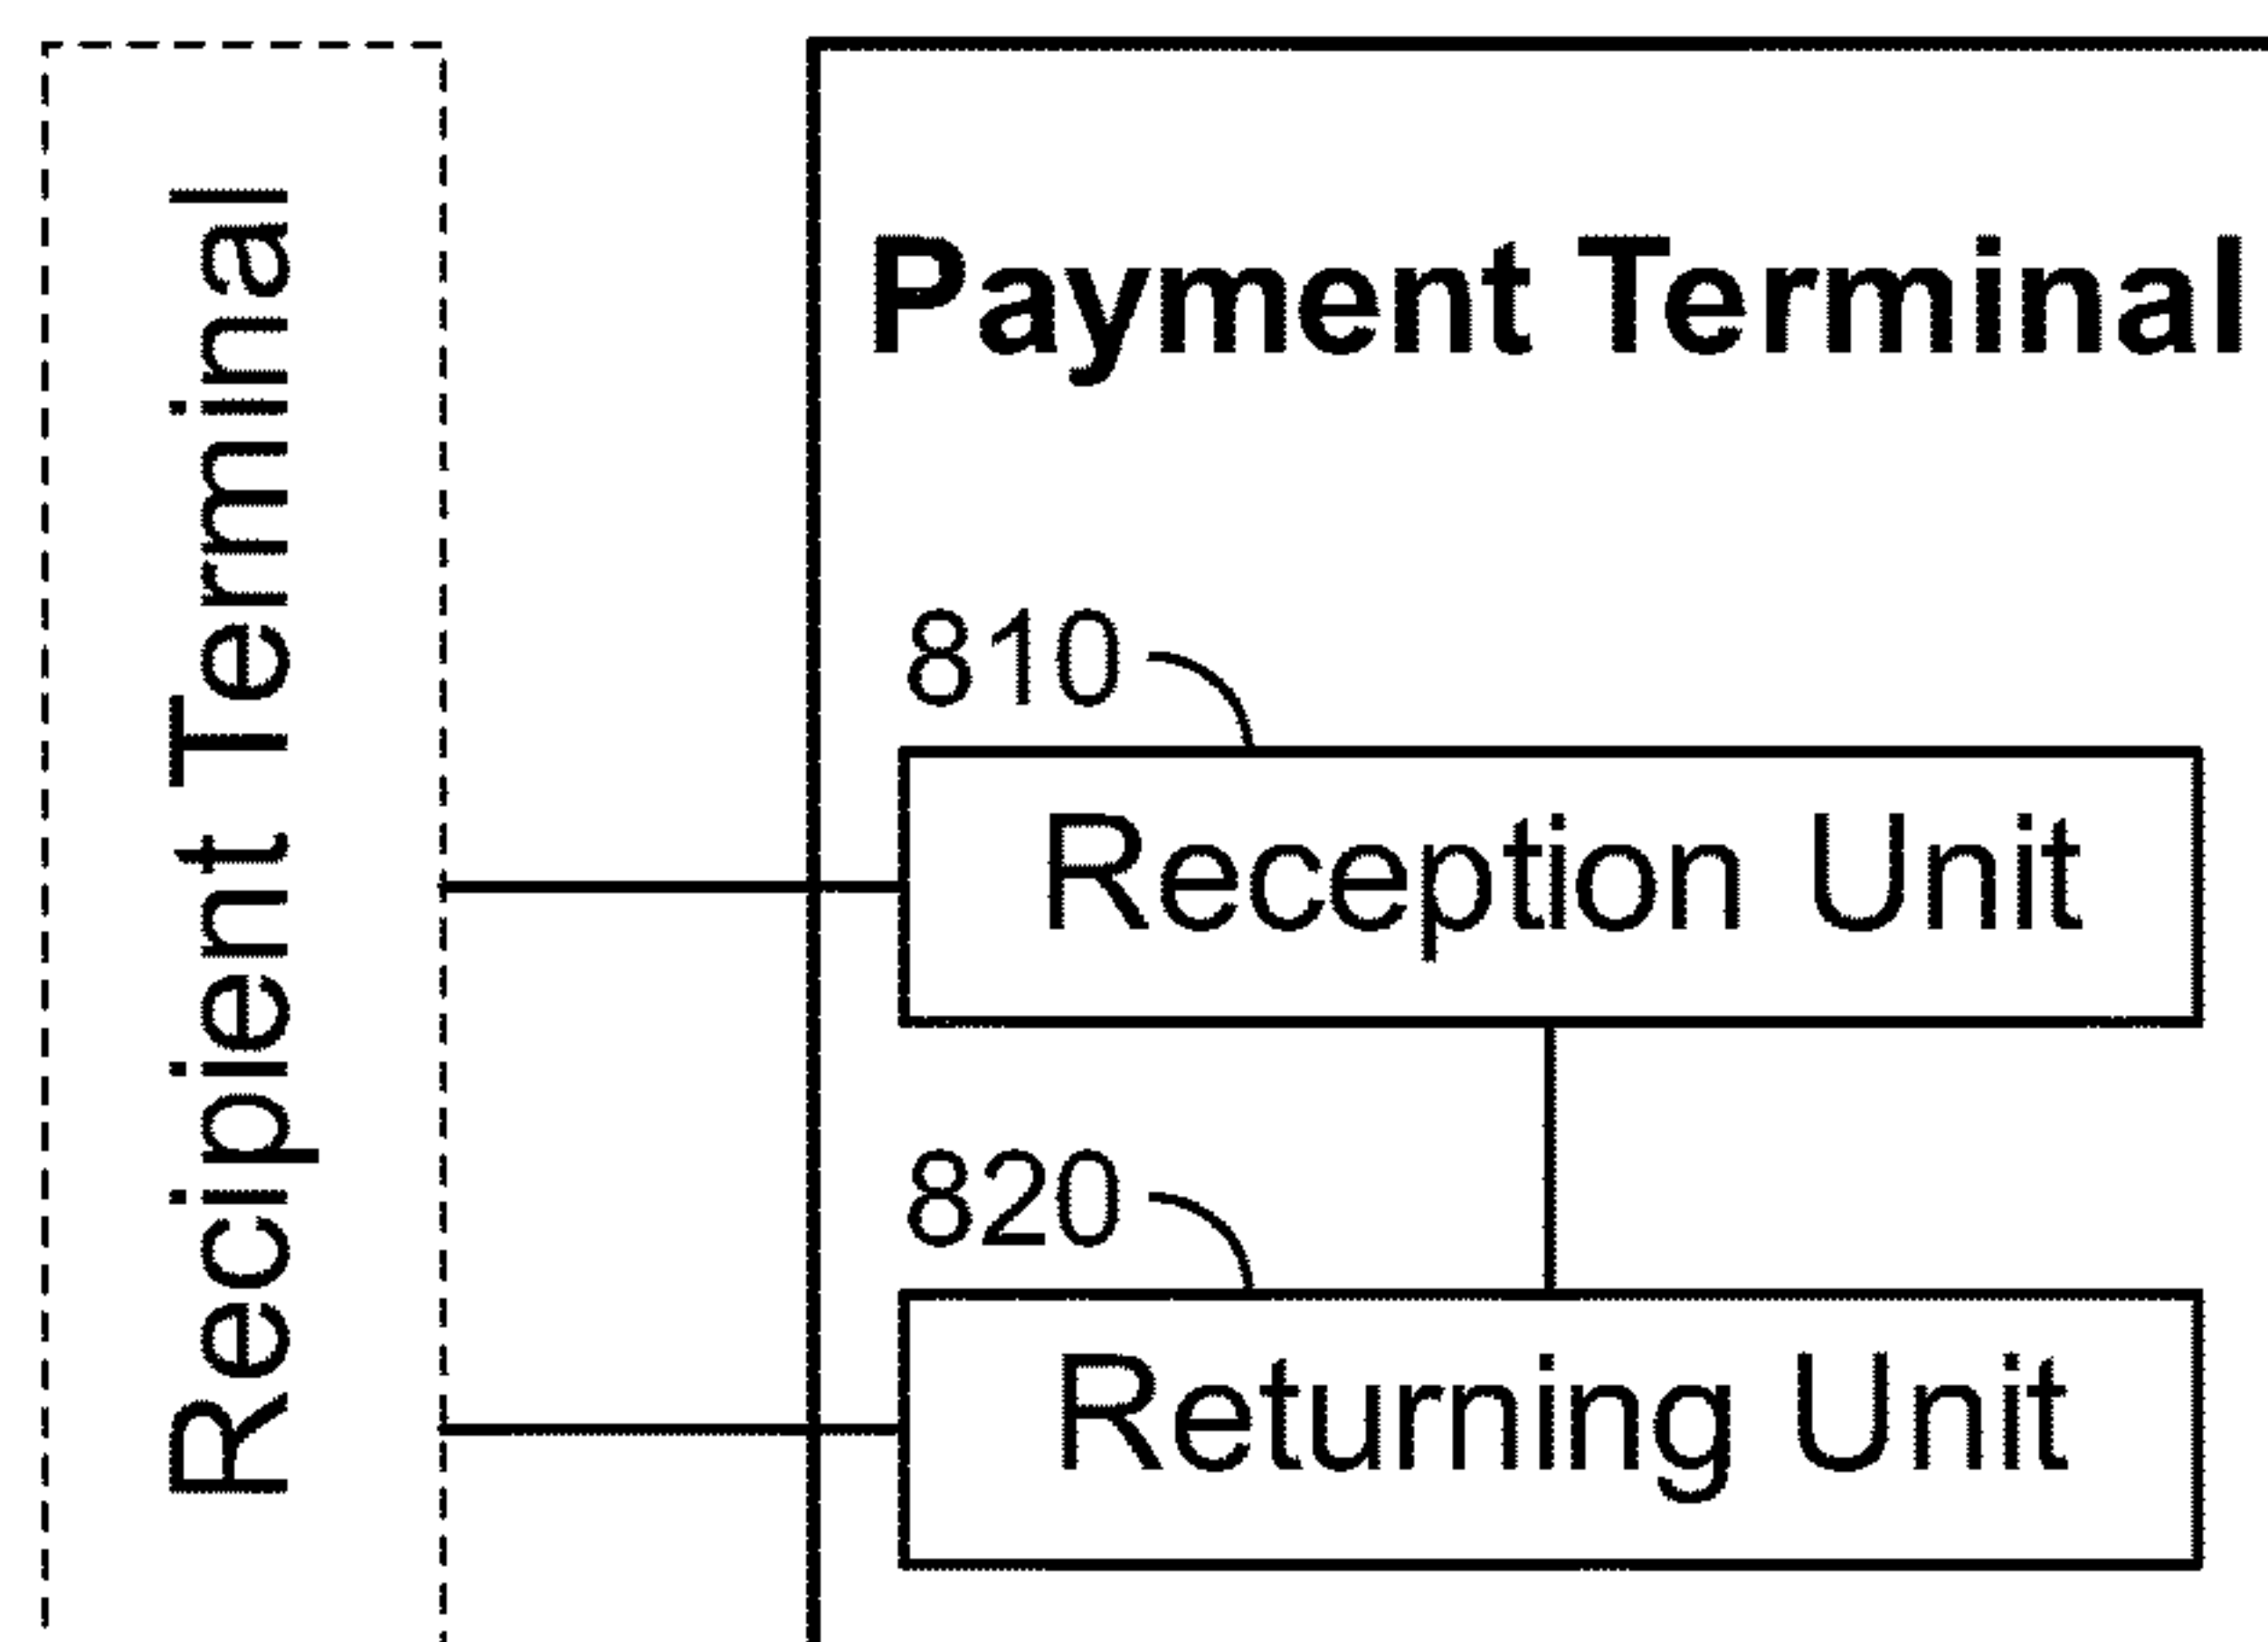 Recipient Terminal
Payment Terminal
810
Reception Unit
820
Returning Unit